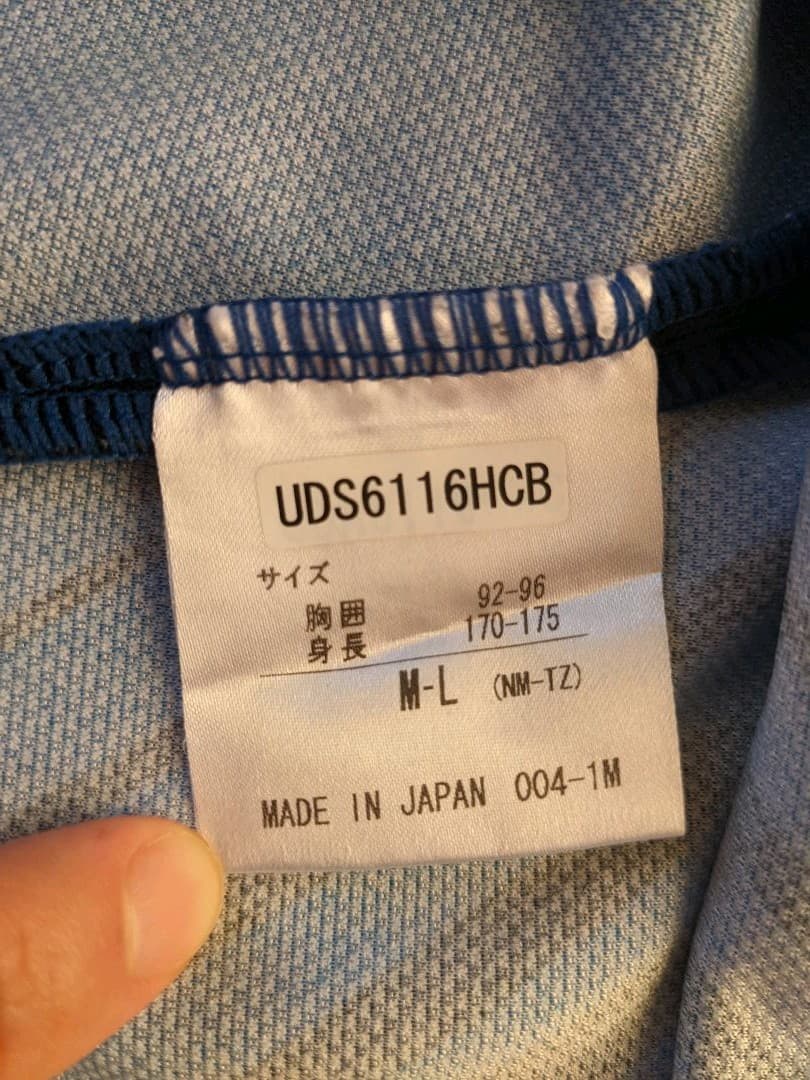 UDS6116HCB
サイズ
胸囲 92-96
身長 170-175
M-L (NM-TZ)
MADE IN JAPAN 004-1M